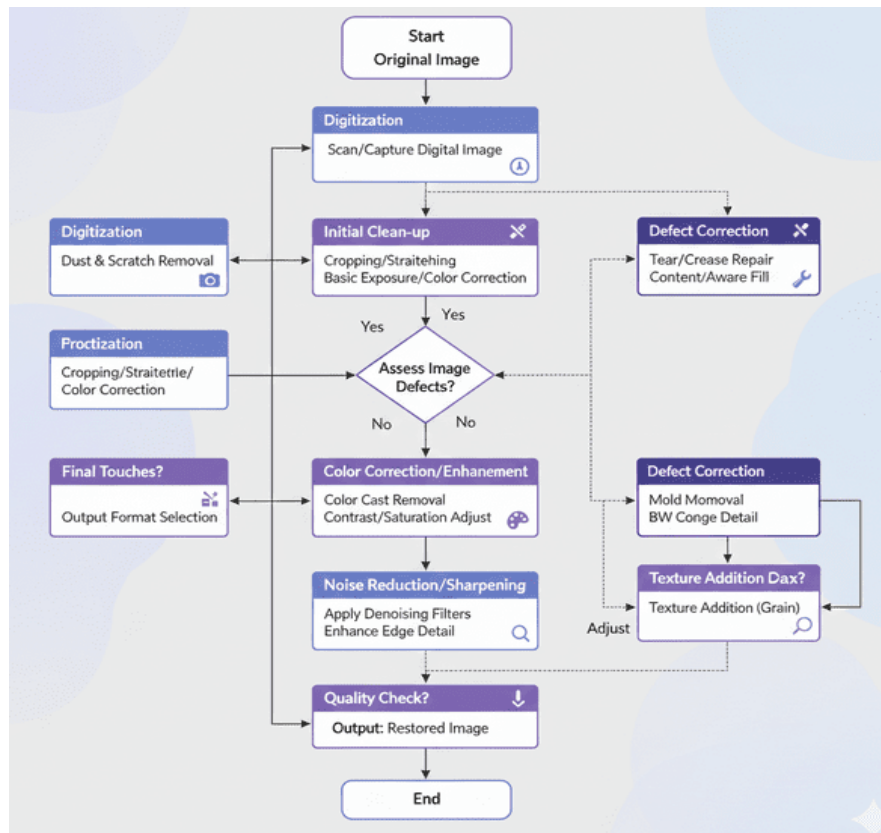 Start
Original Image
Digitization
Scan/Capture Digital Image
Digitization
Dust & Scratch Removal
Initial Clean-up
Cropping/Straitehing
Basic Exposure/Color Correction
Defect Correction
Tear/Crease Repair
Content/Aware Fill
Yes
Yes
Proctization
Cropping/Straitetrie/
Color Correction
Assess Image
Defects?
No
No
Final Touches?
Output Format Selection
Color Correction/Enhanement
Color Cast Removal
Contrast/Saturation Adjust
Defect Correction
Mold Momoval
BW Conge Detail
Noise Reduction/Sharpening
Apply Denoising Filters
Enhance Edge Detail
Texture Addition Dax?
Texture Addition (Grain)
Adjust
Quality Check?
Output: Restored Image
End